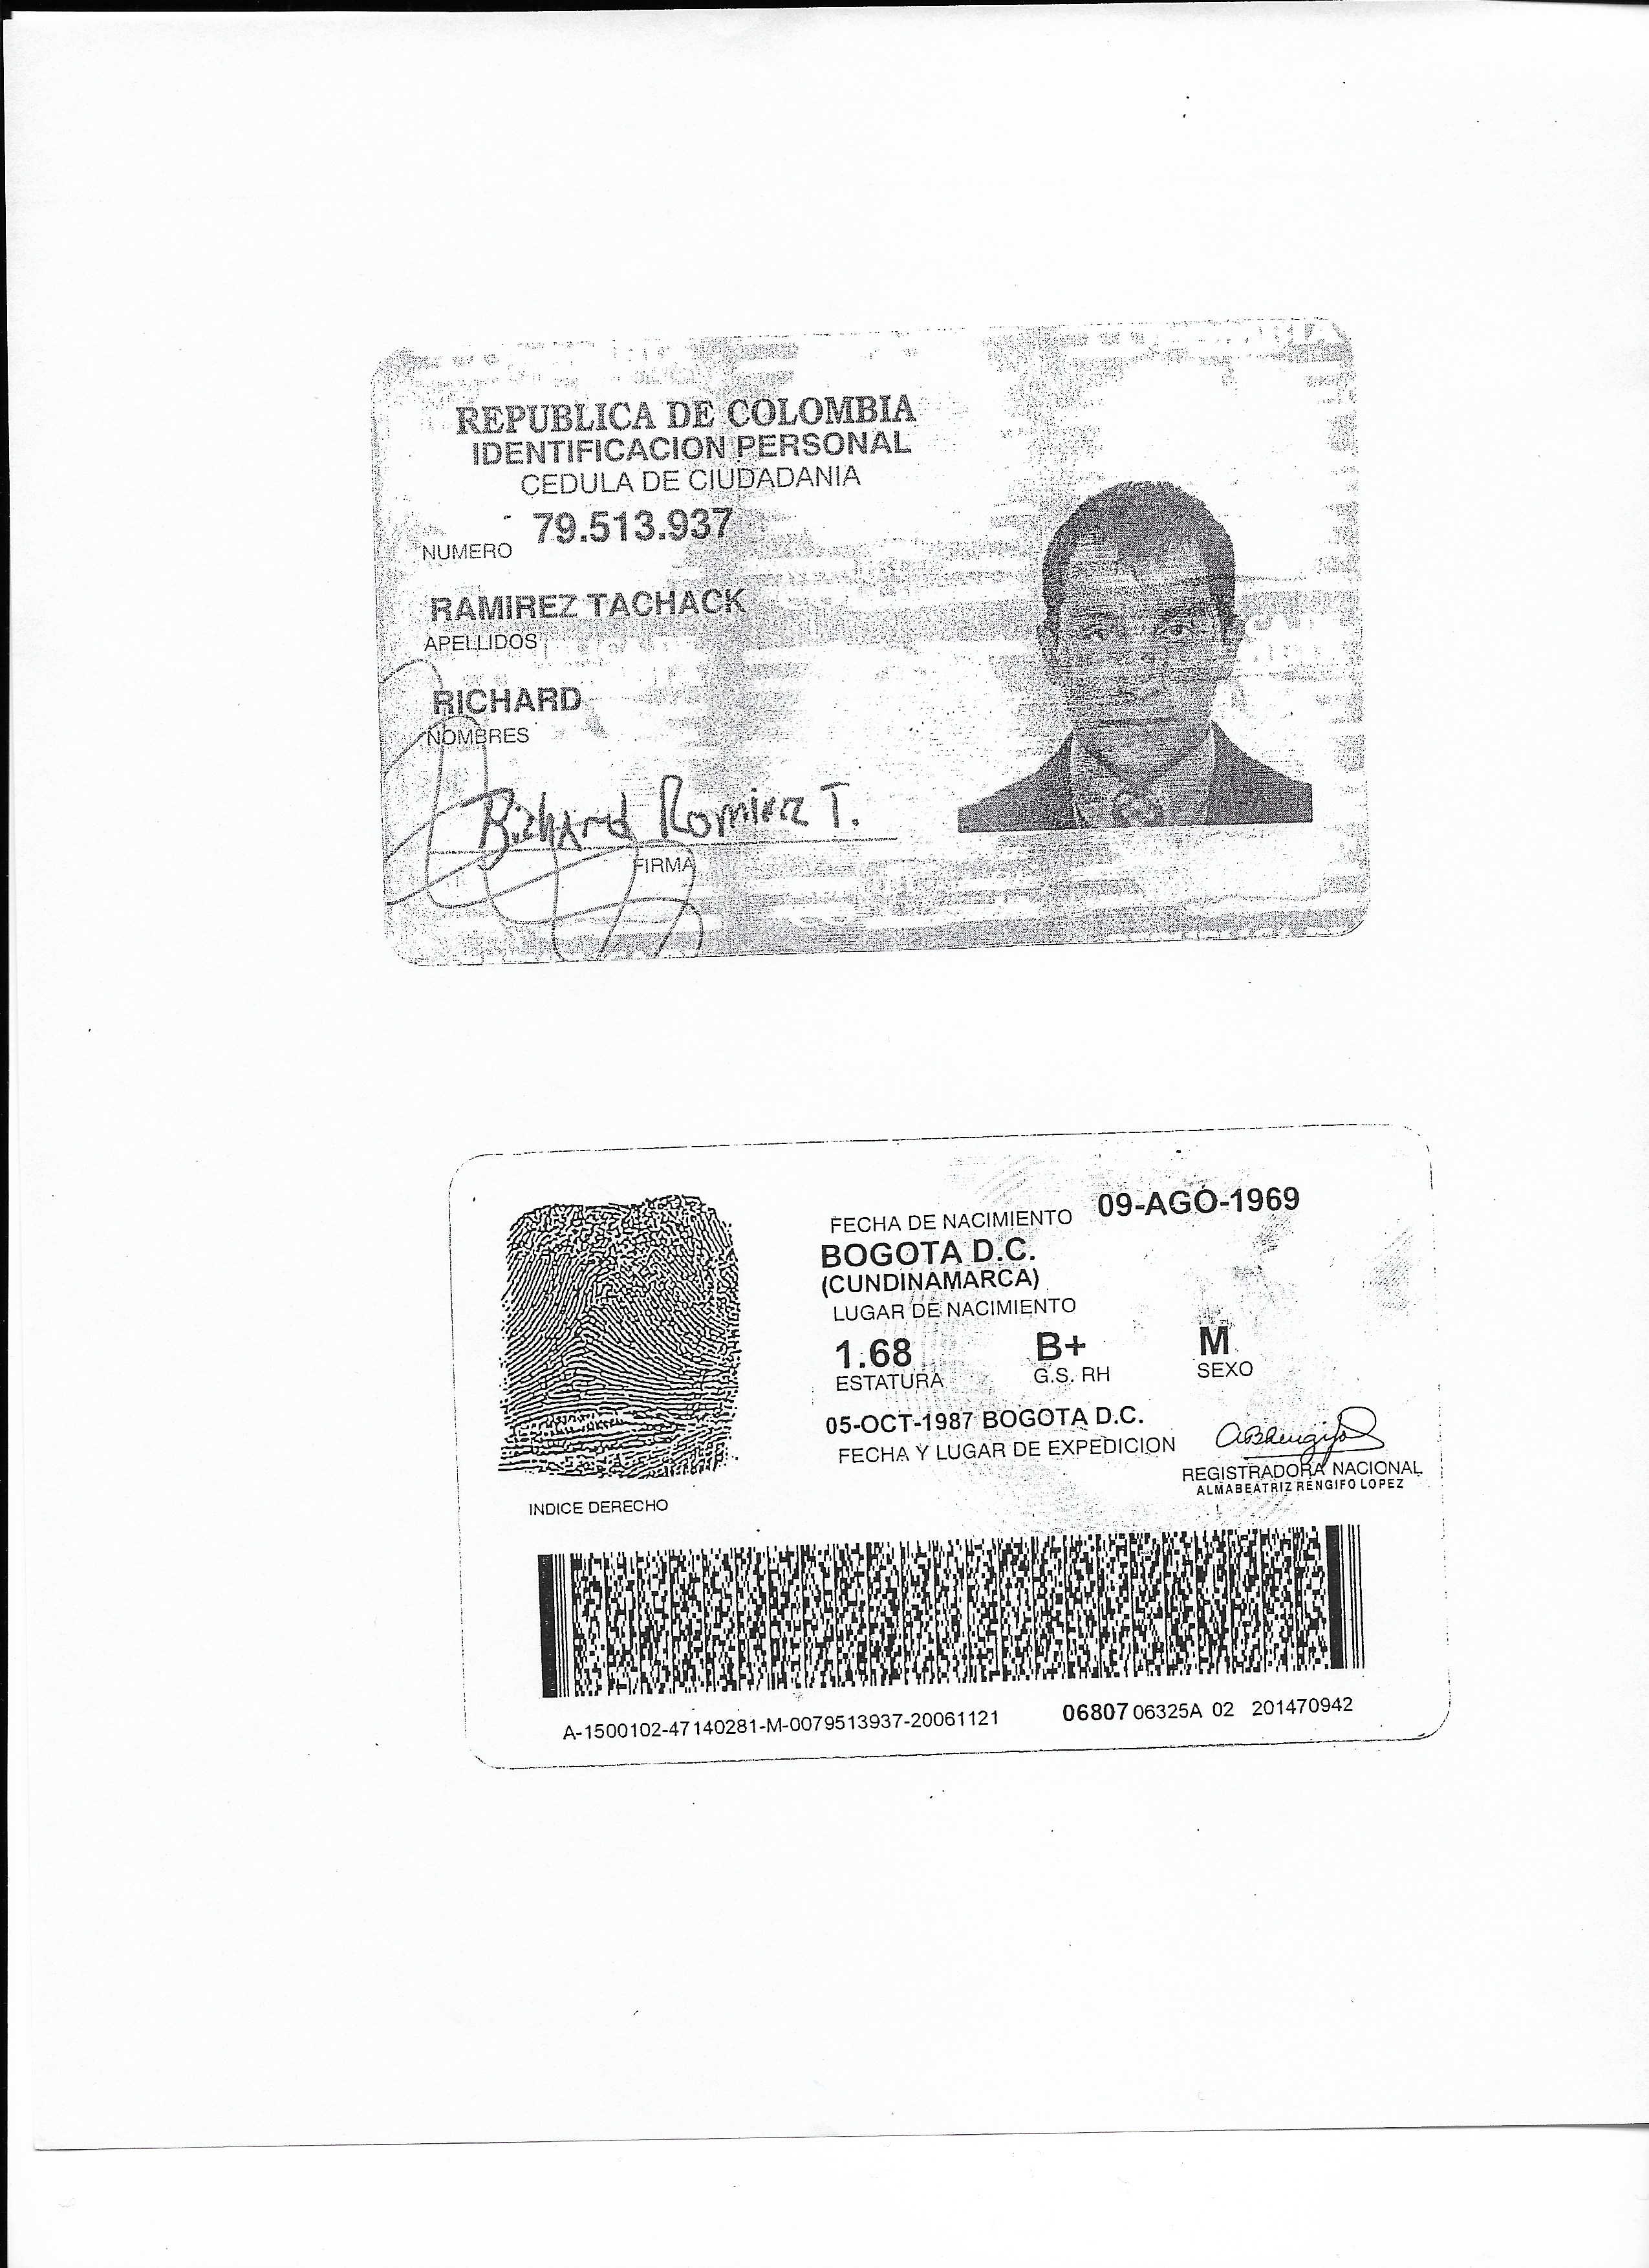 REPUBLICA DE COLOMBIA
IDENTIFICACION PERSONAL
CEDULA DE CIUDADANIA
NUMERO 79.513.937
RAMIREZ TACHACK
APELLIDOS
RICHARD
NOMBRES
Richard Ramirez T.
FIRMA
FECHA DE NACIMIENTO 09-AGO-1969
BOGOTA D.C.
(CUNDINAMARCA)
LUGAR DE NACIMIENTO
1.68 B+ M
ESTATURA G.S. RH SEXO
05-OCT-1987 BOGOTA D.C.
FECHA Y LUGAR DE EXPEDICION
REGISTRADORA NACIONAL
ALMABEATRIZ RENGIFO LOPEZ
INDICE DERECHO
A-1500102-47140281-M-0079513937-20061121 06807 06325A 02 201470942